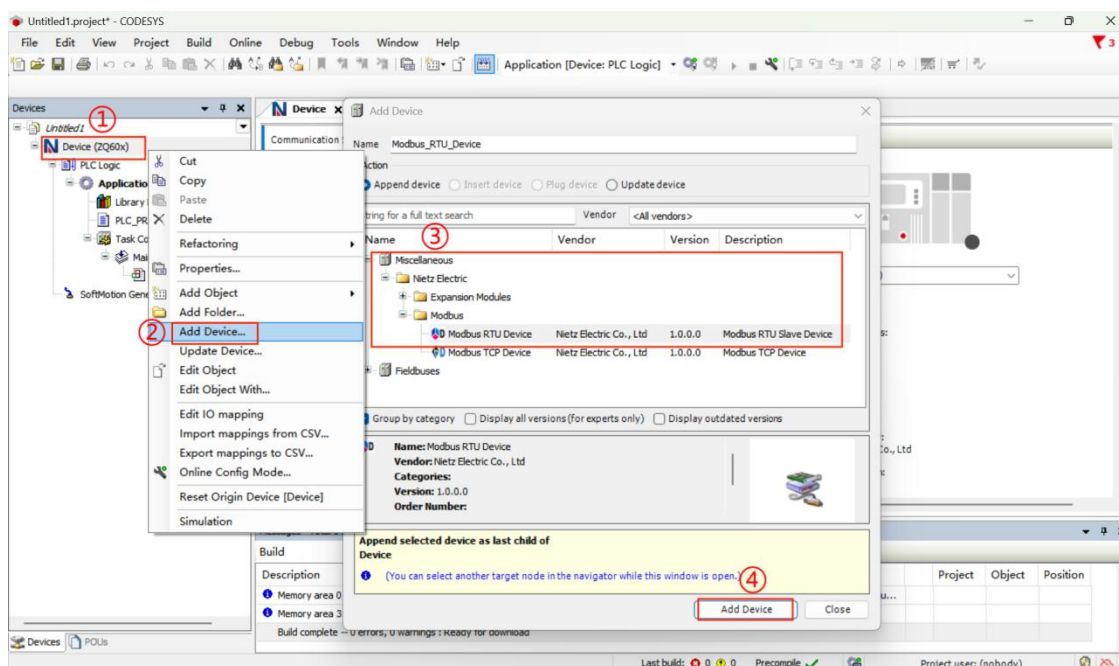 Untitled1.project* - CODESYS
File Edit View Project Build Online Debug Tools Window Help
3
Application [Device: PLC Logic]
Devices
Device
Untitled1
①
Device (ZQ60x)
PLC Logic
Library
Task
SoftMotion
Devices POUs
Cut
Copy
Paste
Delete
Refactoring
Properties...
Add Object
Add Folder...
②
Add Device...
Update Device...
Edit Object
Edit Object With...
Edit IO mapping
Import mappings from CSV...
Export mappings to CSV...
Online Config Mode...
Reset Origin Device [Device]
Simulation
Communication
Add Device
Name Modbus_RTU_Device
Append device Insert device Plug device Update device
for a full text search Vendor <All vendors>
Name Vendor Version Description
③
Miscellaneous
Nietz Electric
Expansion Modules
Modbus
Modbus RTU Device Nietz Electric Co., Ltd 1.0.0.0 Modbus RTU Slave Device
Modbus TCP Device Nietz Electric Co., Ltd 1.0.0.0 Modbus TCP Device
Fieldbuses
Group by category Display all versions (for experts only) Display outdated versions
Name: Modbus RTU Device
Vendor: Nietz Electric Co., Ltd
Categories:
Version: 1.0.0.0
Order Number:
Append selected device as last child of
Device
(You can select another target node in the navigator while this window is open.)
④
Add Device Close
Co., Ltd
Build
Description Project Object Position
Memory area 0
Memory area 3
Build complete -- 0 errors, 0 warnings : Ready for download
Last build: 0 0 Precompile Project user: (nobody)